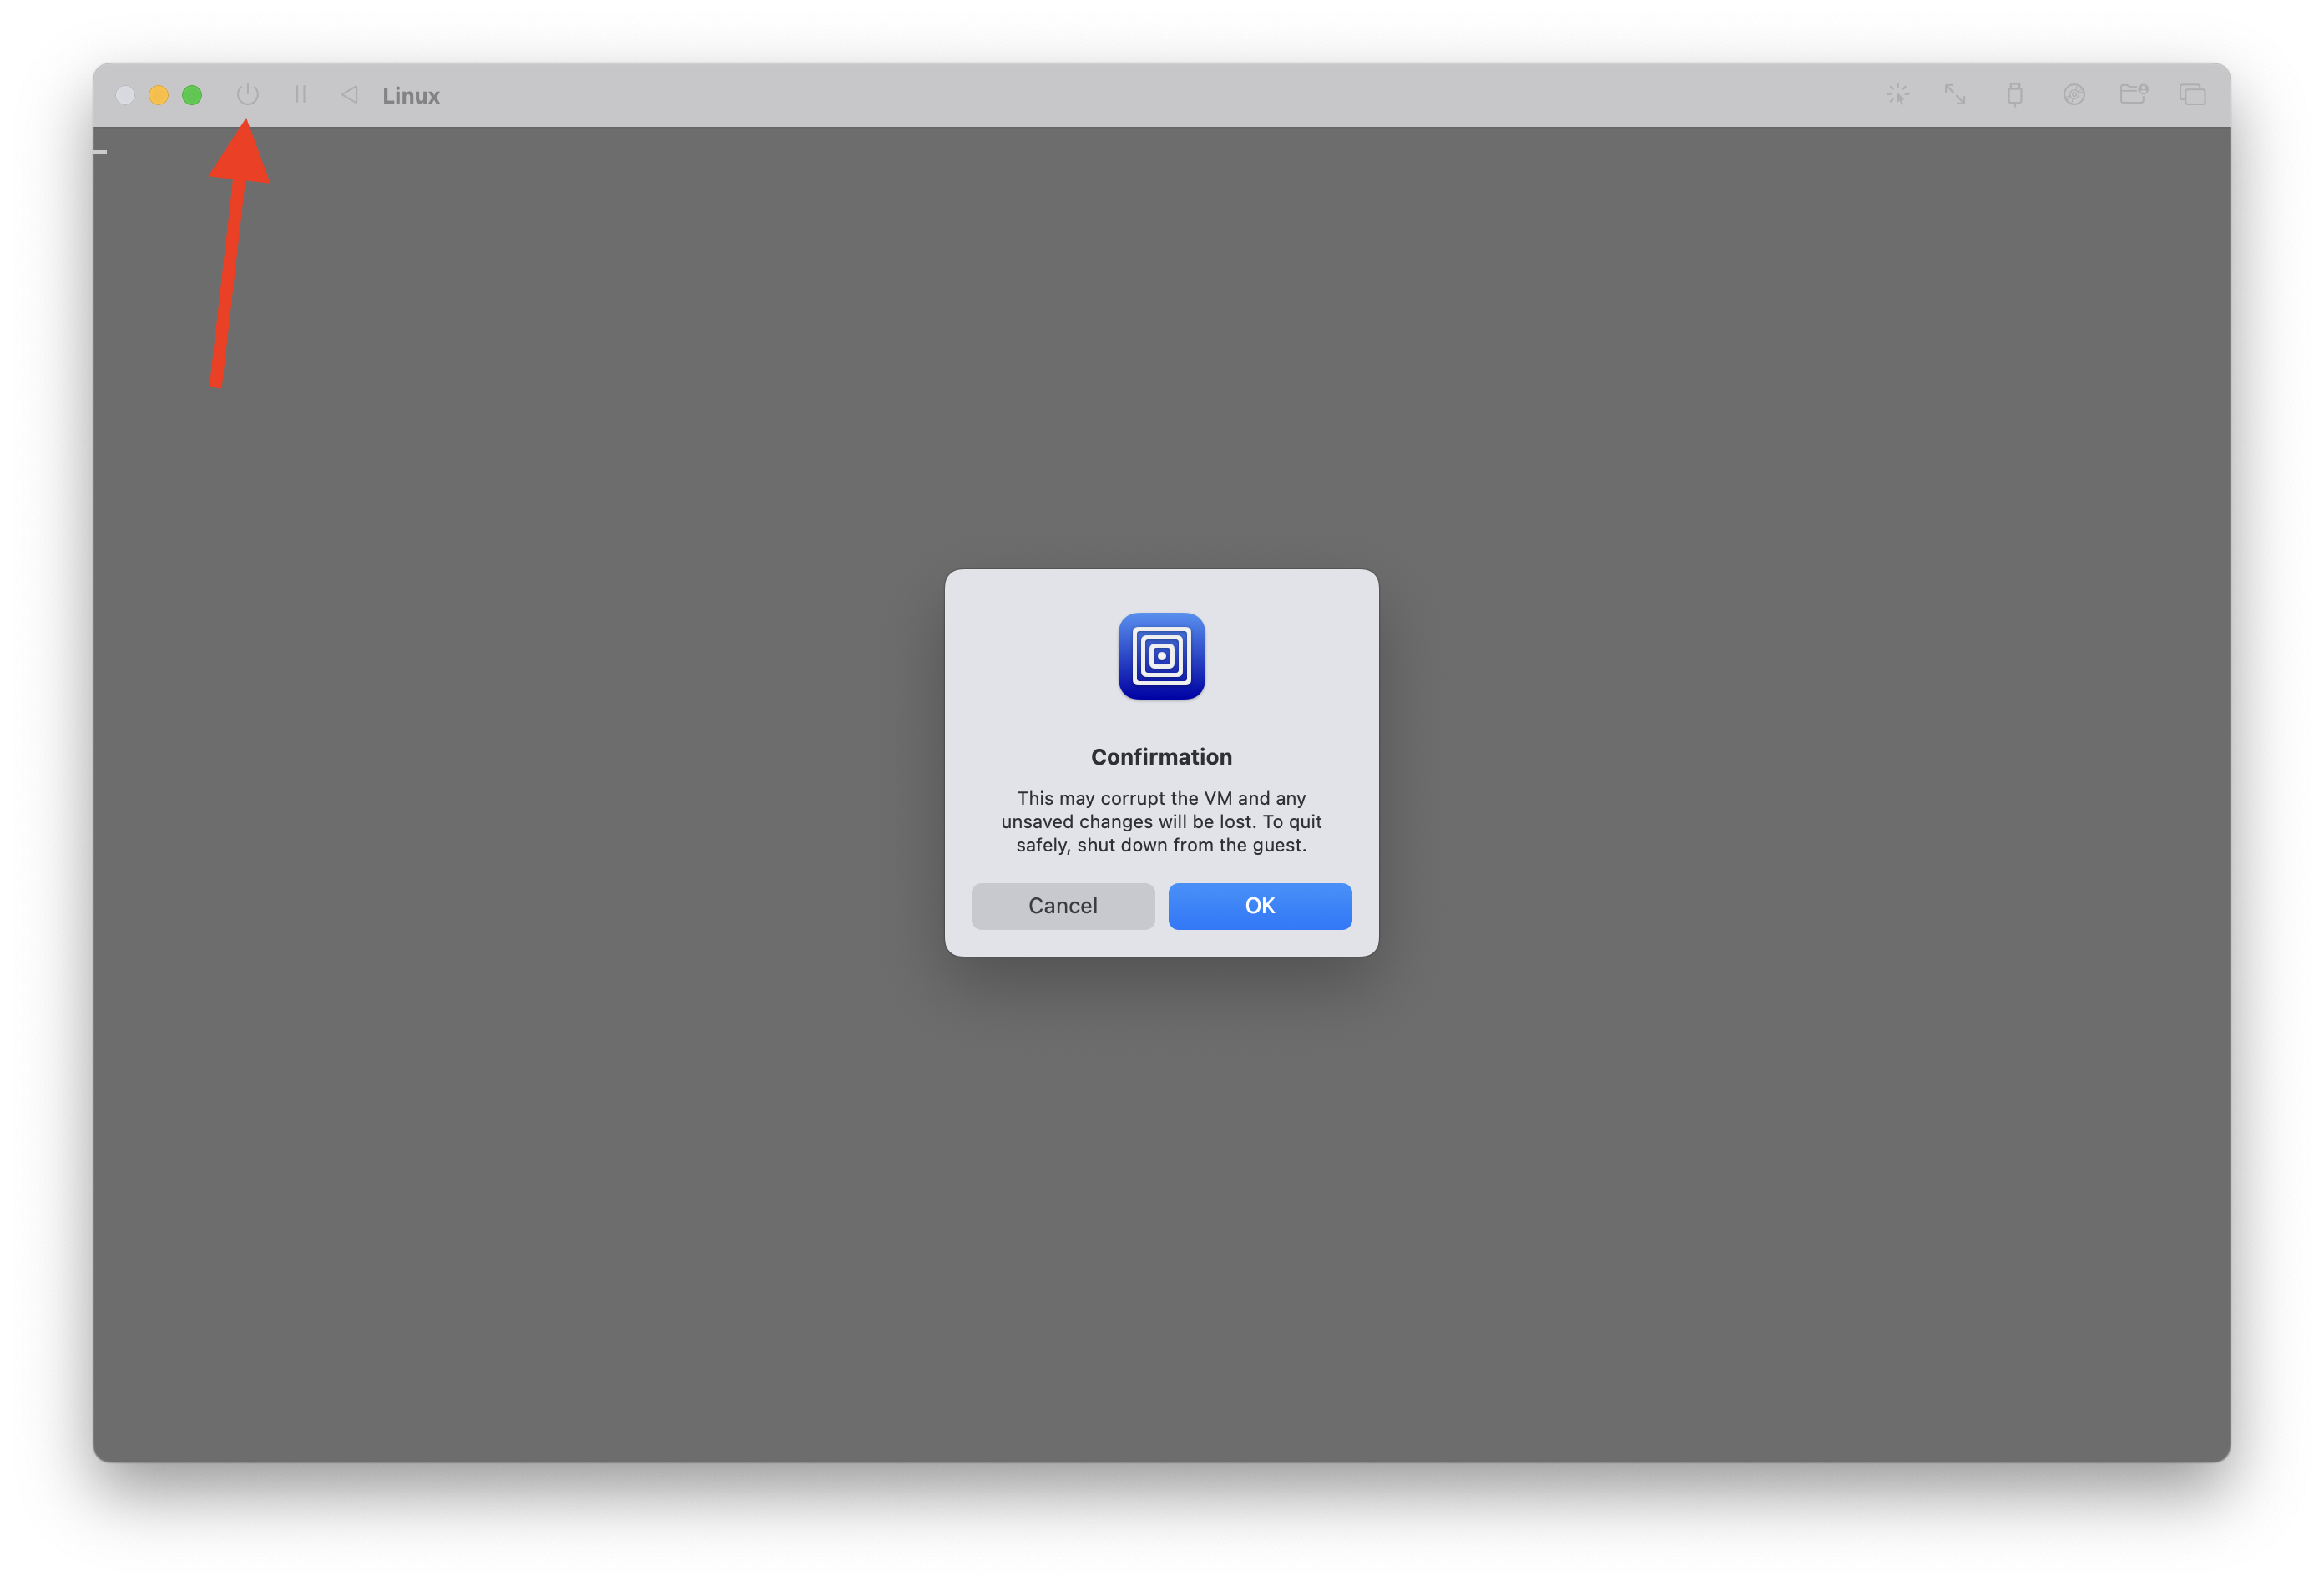 Linux
Confirmation
This may corrupt the VM and any
unsaved changes will be lost. To quit
safely, shut down from the guest.
Cancel
OK